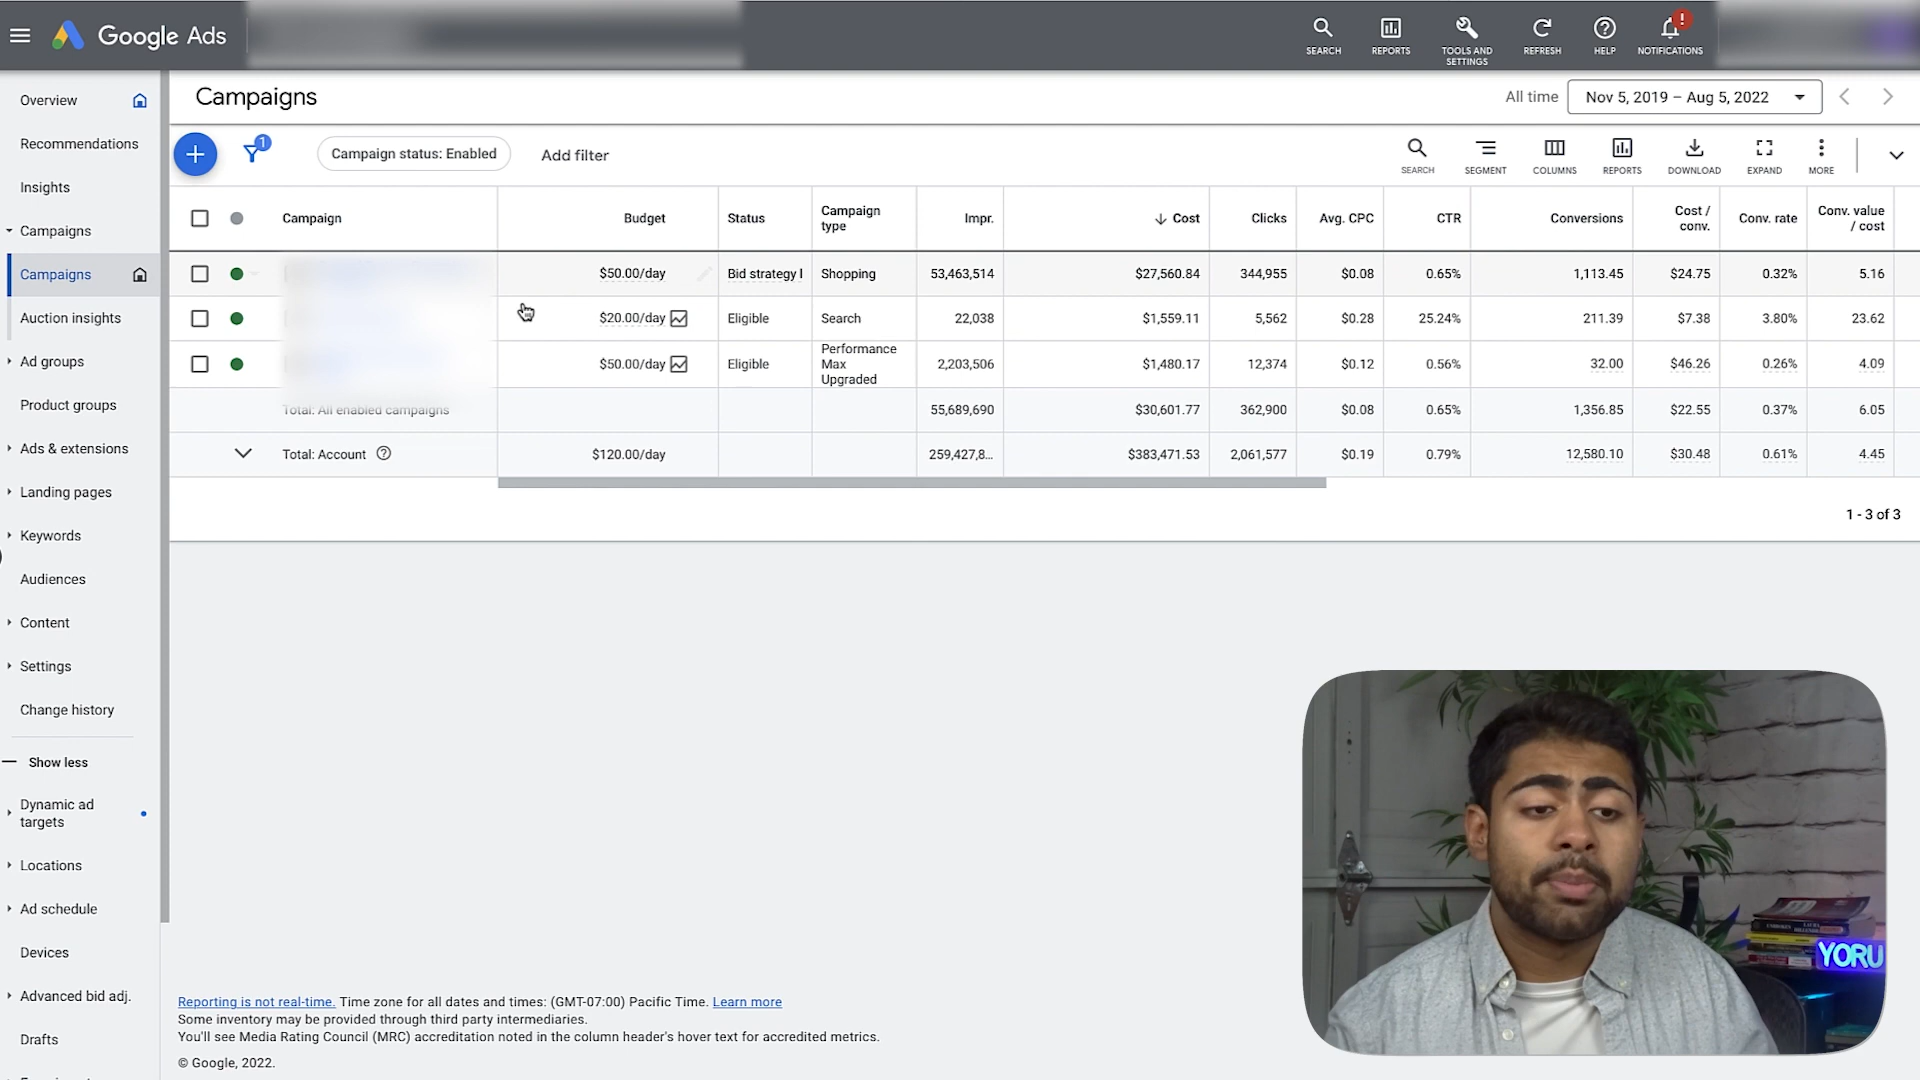 Google Ads
SEARCH
REPORTS
TOOLS AND
SETTINGS
REFRESH
HELP
!
NOTIFICATIONS
Overview
Recommendations
Insights
Campaigns
Campaigns
Auction insights
Ad groups
Product groups
Ads & extensions
Landing pages
Keywords
Audiences
Content
Settings
Change history
Show less
Dynamic ad
targets
Locations
Ad schedule
Devices
Advanced bid adj.
Drafts
Campaigns
All time Nov 5, 2019 – Aug 5, 2022
1
Campaign status: Enabled Add filter
SEARCH SEGMENT COLUMNS REPORTS DOWNLOAD EXPAND MORE
Campaign Budget Status Campaign type Impr. Cost Clicks Avg. CPC CTR Conversions Cost / conv. Conv. rate Conv. value / cost
$50.00/day Bid strategy l Shopping 53,463,514 $27,560.84 344,955 $0.08 0.65% 1,113.45 $24.75 0.32% 5.16
$20.00/day Eligible Search 22,038 $1,559.11 5,562 $0.28 25.24% 211.39 $7.38 3.80% 23.62
$50.00/day Eligible Performance Max Upgraded 2,203,506 $1,480.17 12,374 $0.12 0.56% 32.00 $46.26 0.26% 4.09
Total: All enabled campaigns 55,689,690 $30,601.77 362,900 $0.08 0.65% 1,356.85 $22.55 0.37% 6.05
Total: Account $120.00/day 259,427,8... $383,471.53 2,061,577 $0.19 0.79% 12,580.10 $30.48 0.61% 4.45
1 - 3 of 3
Reporting is not real-time. Time zone for all dates and times: (GMT-07:00) Pacific Time. Learn more
Some inventory may be provided through third party intermediaries.
You'll see Media Rating Council (MRC) accreditation noted in the column header's hover text for accredited metrics.
© Google, 2022.
YORU